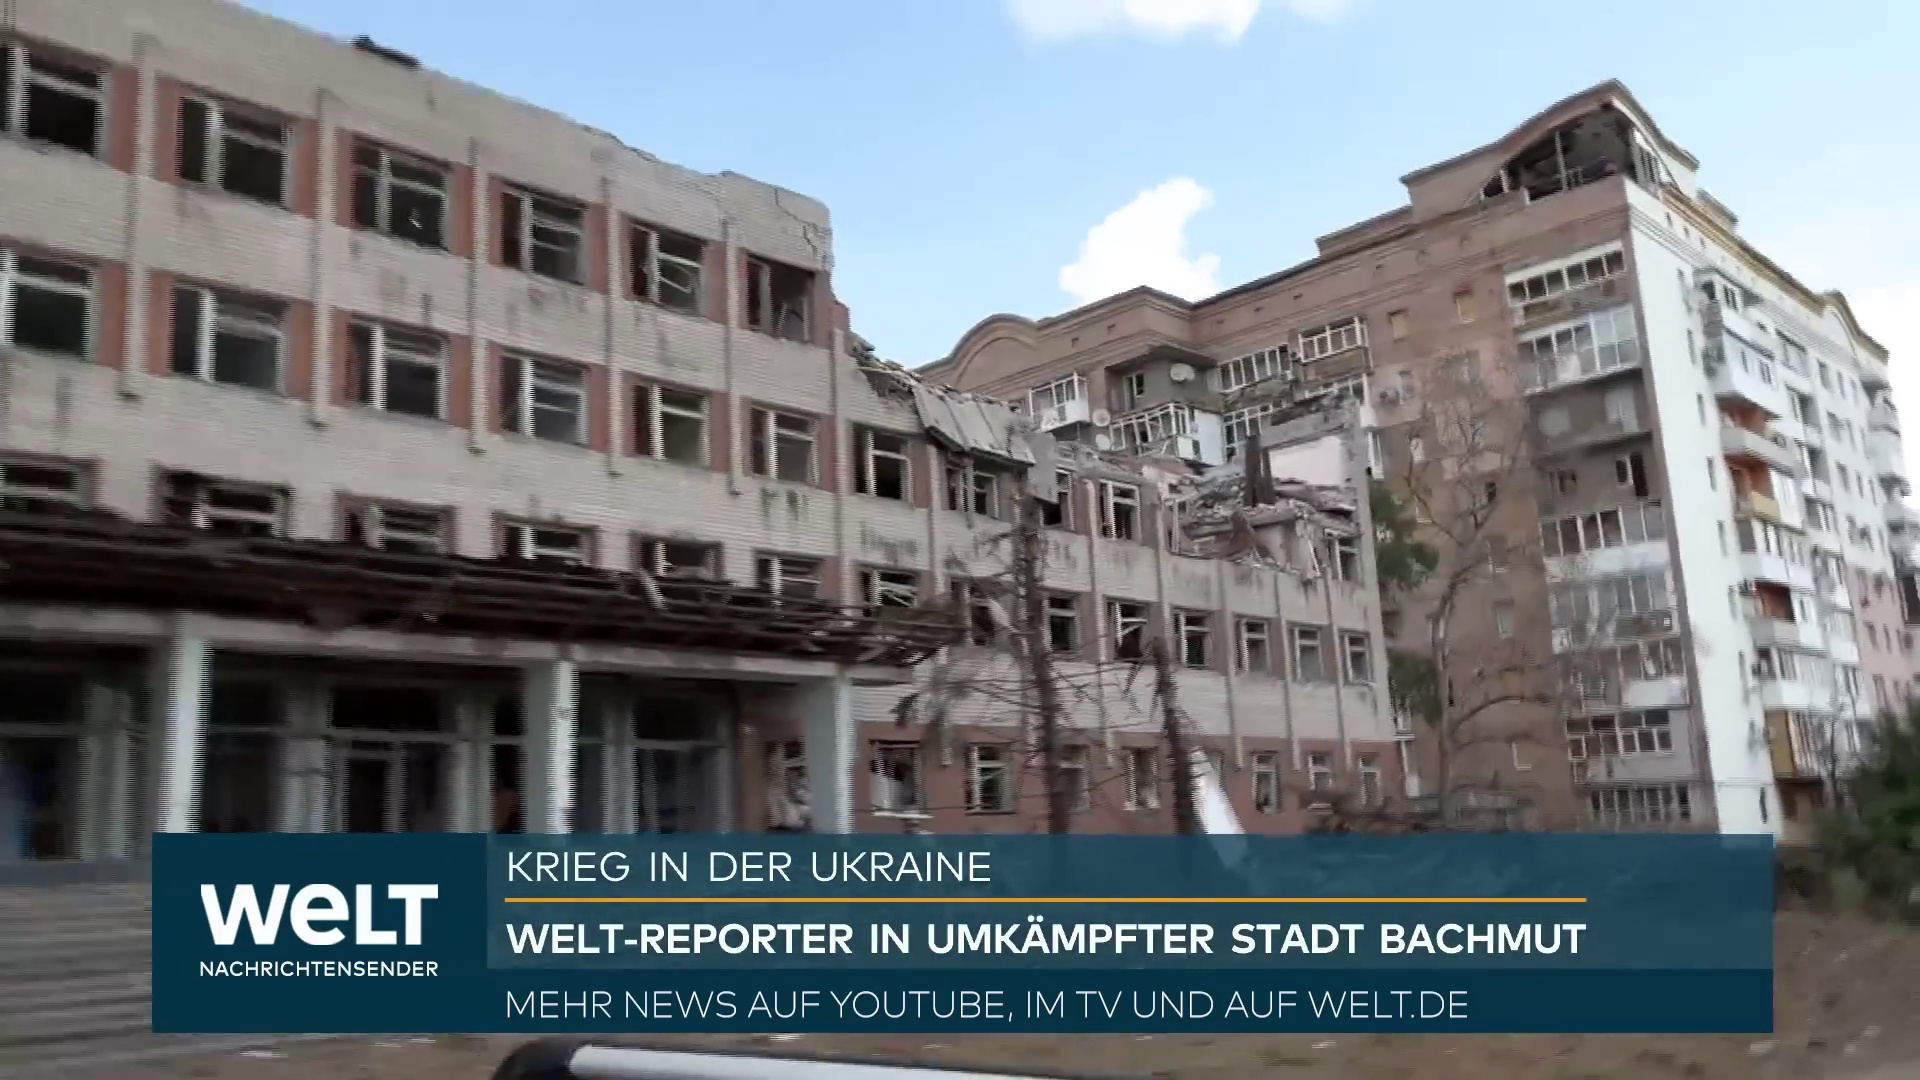 KRIEG IN DER UKRAINE
WELT
NACHRICHTENSENDER
WELT-REPORTER IN UMKÄMPFTER STADT BACHMUT
MEHR NEWS AUF YOUTUBE, IM TV UND AUF WELT.DE